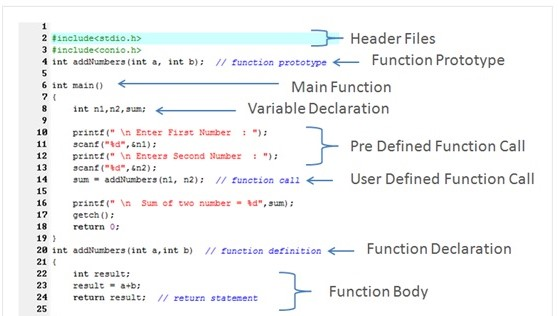 1
2 #include<stdio.h> Header Files
3 #include<conio.h>
4 int addNumbers(int a, int b); // function prototype Function Prototype
5
6 int main() Main Function
7 {
8 int n1,n2,sum; Variable Declaration
9
10 printf(" \n Enter First Number : ");
11 scanf("%d",&n1); Pre Defined Function Call
12 printf(" \n Enters Second Number : ");
13 scanf("%d",&n2);
14 sum = addNumbers(n1, n2); // function call User Defined Function Call
15
16 printf(" \n Sum of two number = %d",sum);
17 getch();
18 return 0;
19 }
20 int addNumbers(int a,int b) // function definition Function Declaration
21 {
22 int result;
23 result = a+b; Function Body
24 return result; // return statement
25